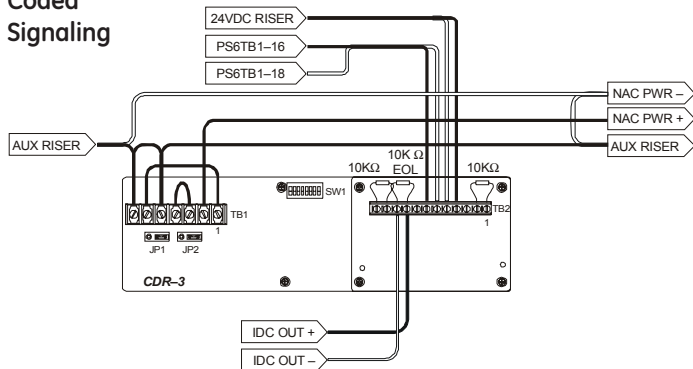 Coded
Signaling
24VDC RISER
PS6TB1–16
PS6TB1–18
NAC PWR –
NAC PWR +
AUX RISER
AUX RISER
10KΩ
10K Ω
EOL
10KΩ
SW1
TB1
1
TB2
1
JP1
JP2
CDR–3
IDC OUT +
IDC OUT –